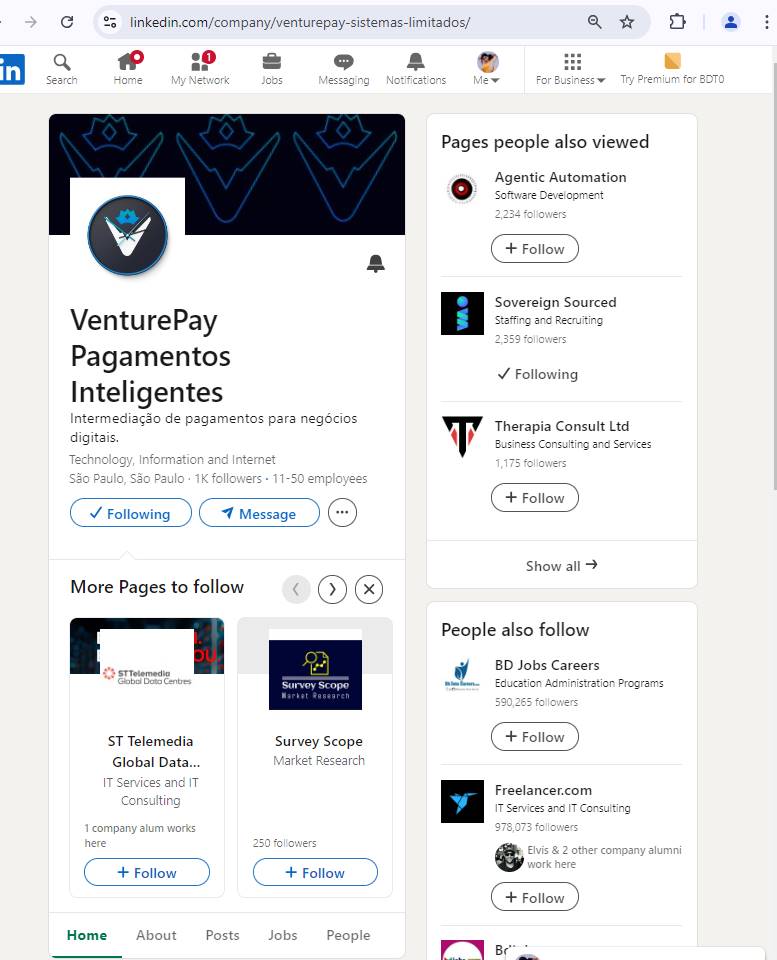 linkedin.com/company/venturepay-sistemas-limitados/
in
Search
Home
1
My Network
Jobs
Messaging
Notifications
Me
For Business
Try Premium for BDT0
VenturePay
Pagamentos
Inteligentes
Intermediação de pagamentos para negócios
digitais.
Technology, Information and Internet
São Paulo, São Paulo · 1K followers · 11-50 employees
Following
Message
More Pages to follow
STTelemedia
Global Data Centres
ST Telemedia
Global Data...
IT Services and IT
Consulting
1 company alum works
here
+ Follow
Survey Scope
Market Research
Survey Scope
Market Research
250 followers
+ Follow
Home
About
Posts
Jobs
People
Pages people also viewed
Agentic Automation
Software Development
2,234 followers
+ Follow
Sovereign Sourced
Staffing and Recruiting
2,359 followers
Following
Therapia Consult Ltd
Business Consulting and Services
1,175 followers
+ Follow
Show all →
People also follow
BD Jobs Careers
Education Administration Programs
590,265 followers
+ Follow
Freelancer.com
IT Services and IT Consulting
978,073 followers
Elvis & 2 other company alumni
work here
+ Follow